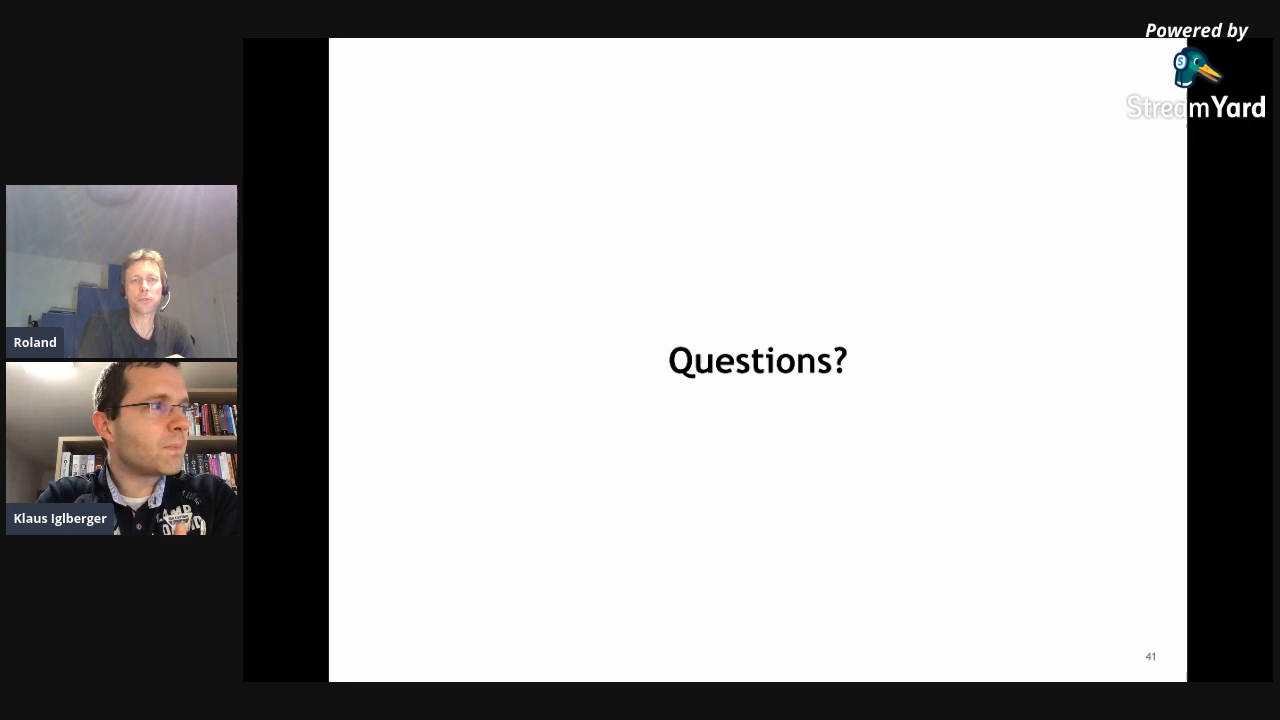 Powered by
StreamYard
Roland
Klaus Iglberger
Questions?
41